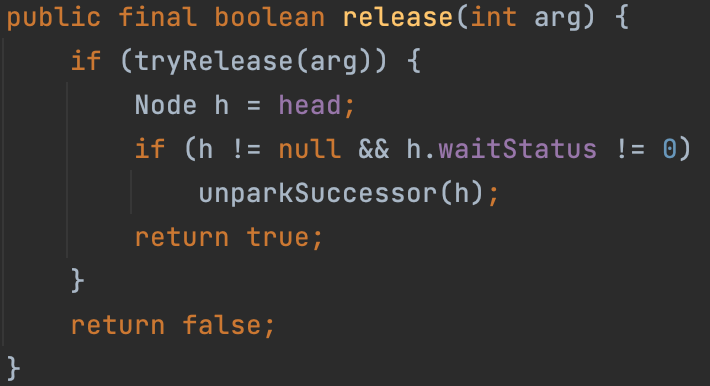 public final boolean release(int arg) {
    if (tryRelease(arg)) {
        Node h = head;
        if (h != null && h.waitStatus != 0)
            unparkSuccessor(h);
        return true;
    }
    return false;
}